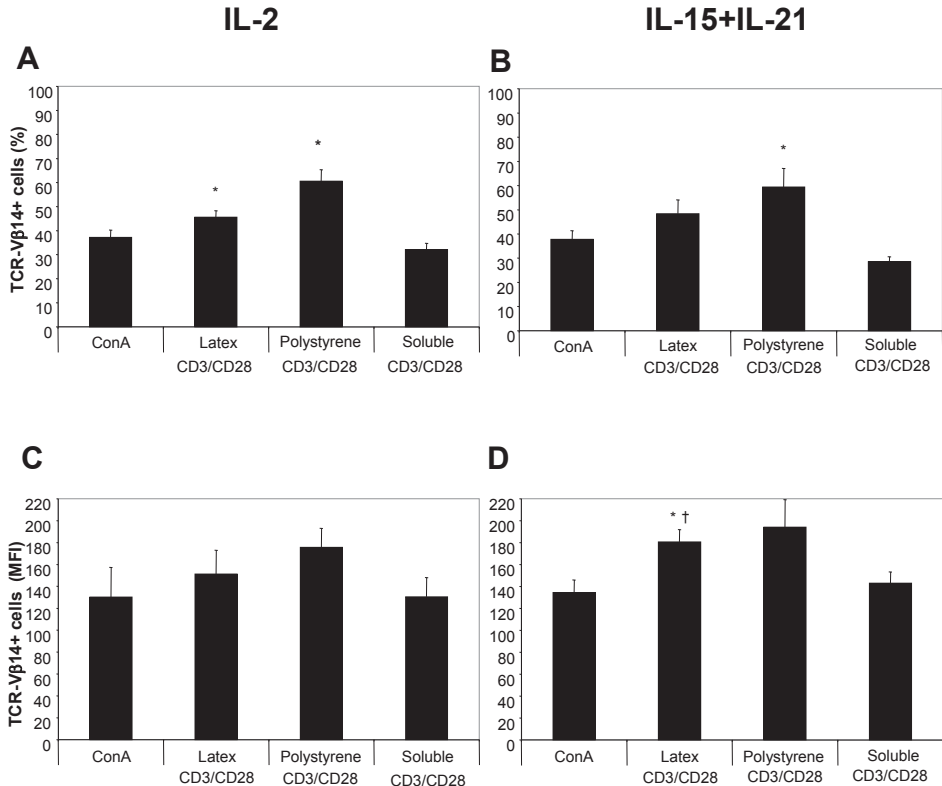 IL-2
IL-15+IL-21
A
TCR-Vβ14+ cells (%)
100
90
80
70
60
50
40
30
20
10
0
*
*
ConA
Latex
Polystyrene
Soluble
CD3/CD28
CD3/CD28
CD3/CD28
B
100
90
80
70
60
50
40
30
20
10
0
*
ConA
Latex
Polystyrene
Soluble
CD3/CD28
CD3/CD28
CD3/CD28
C
TCR-Vβ14+ cells (MFI)
220
200
180
160
140
120
100
80
60
40
20
0
ConA
Latex
Polystyrene
Soluble
CD3/CD28
CD3/CD28
CD3/CD28
D
220
200
180
160
140
120
100
80
60
40
20
0
* †
ConA
Latex
Polystyrene
Soluble
CD3/CD28
CD3/CD28
CD3/CD28